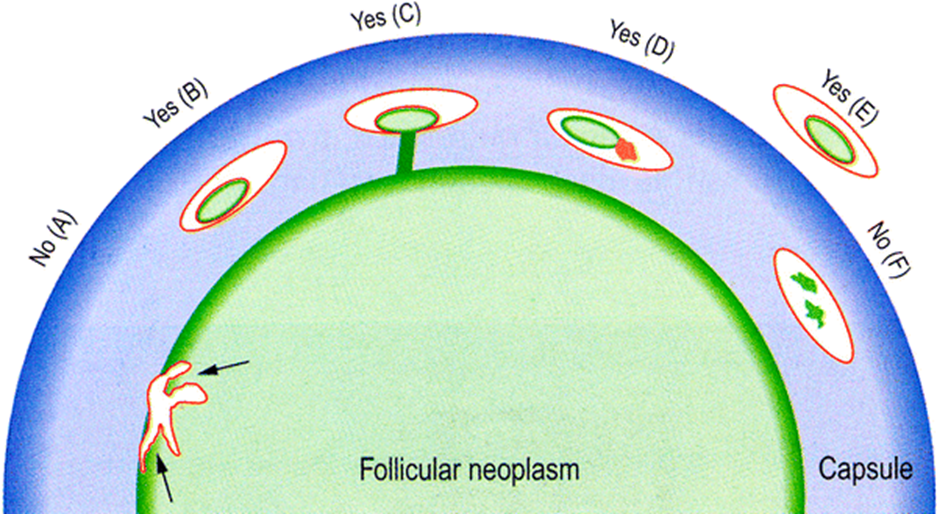 No (A)
Yes (B)
Yes (C)
Yes (D)
Yes (E)
No (F)
Follicular neoplasm
Capsule